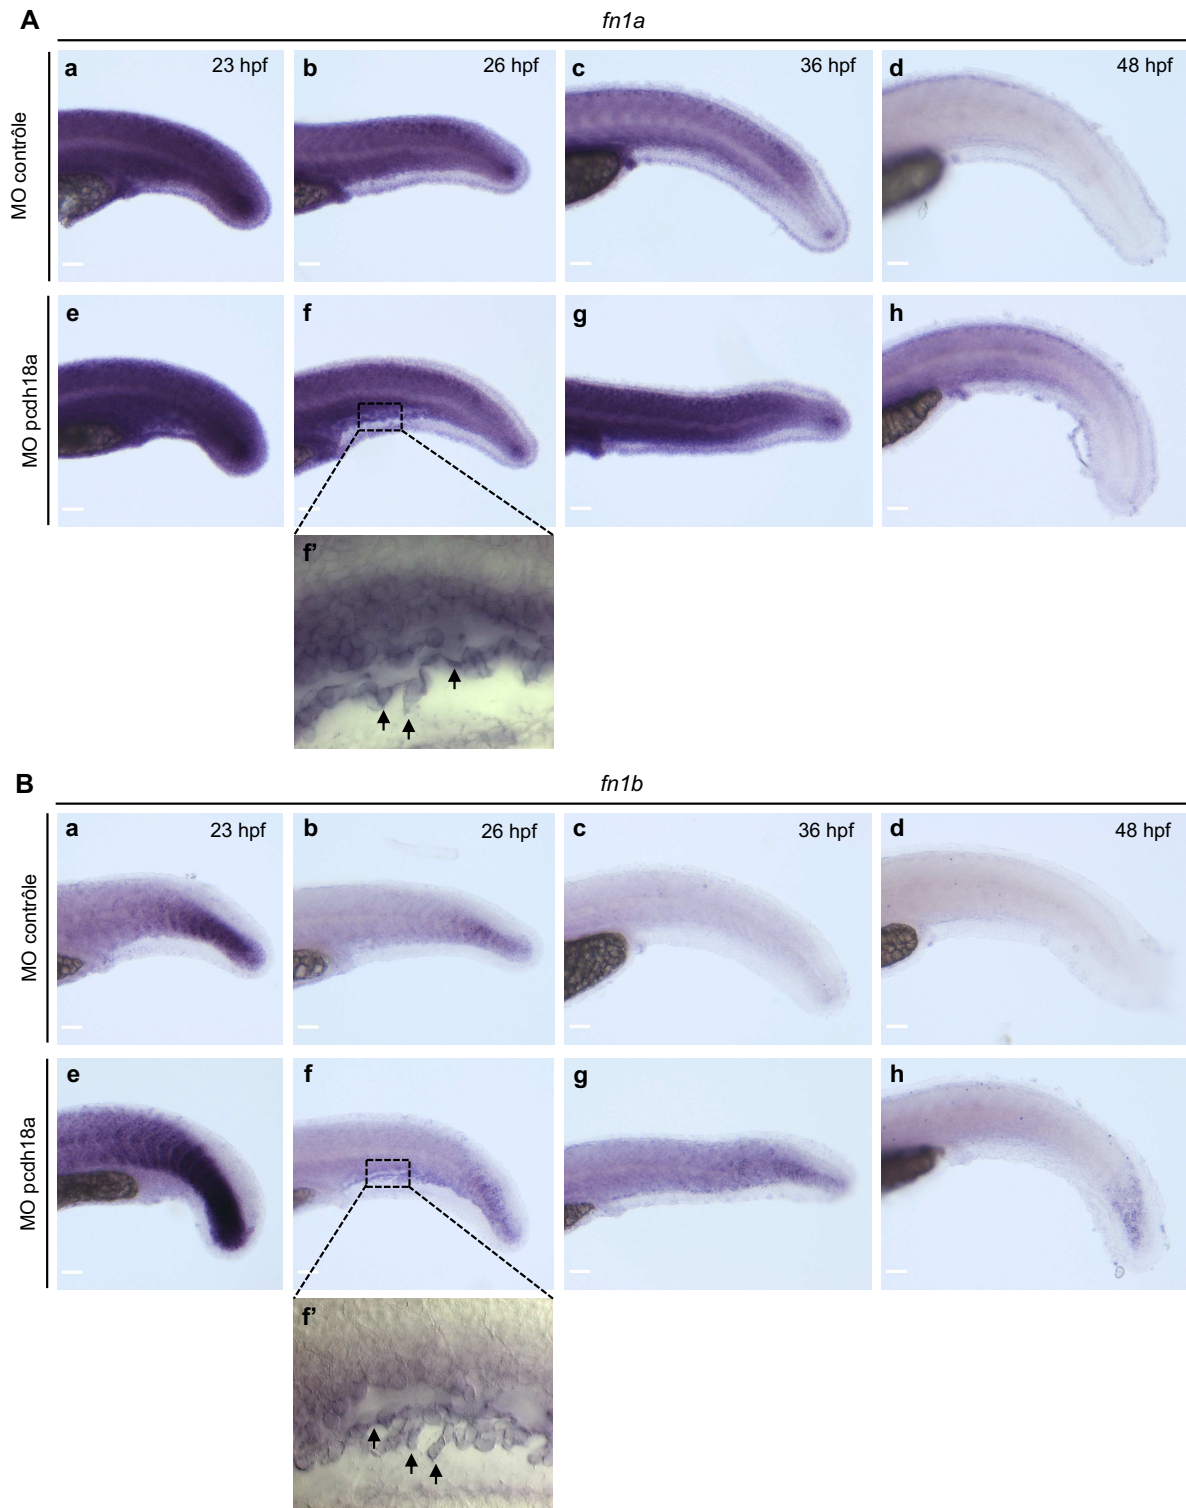 A
fn1a
MO contrôle
a 23 hpf
b 26 hpf
c 36 hpf
d 48 hpf
MO pcdh18a
e
f
g
h
f'
B
fn1b
MO contrôle
a 23 hpf
b 26 hpf
c 36 hpf
d 48 hpf
MO pcdh18a
e
f
g
h
f'